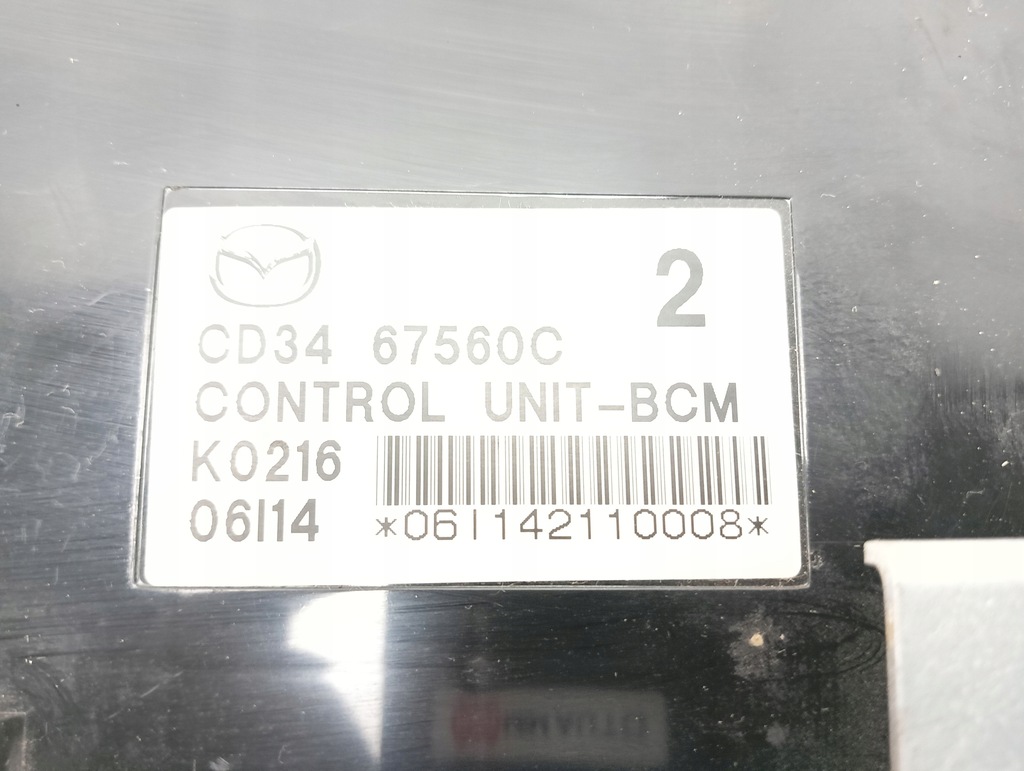 2
CD34 67560C
CONTROL UNIT-BCM
K0216
06I14
*06I142110008*